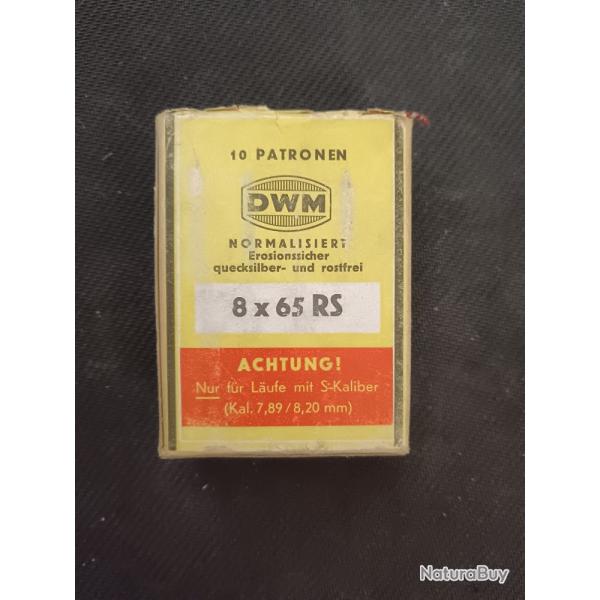 10 PATRONEN
DWM
NORMALISIERT
Erosionssicher
quecksilber- und rostfrei
8 x 65 RS
ACHTUNG!
Nur für Läufe mit S-Kaliber
(Kal. 7,89/8,20 mm)
NaturaBuy